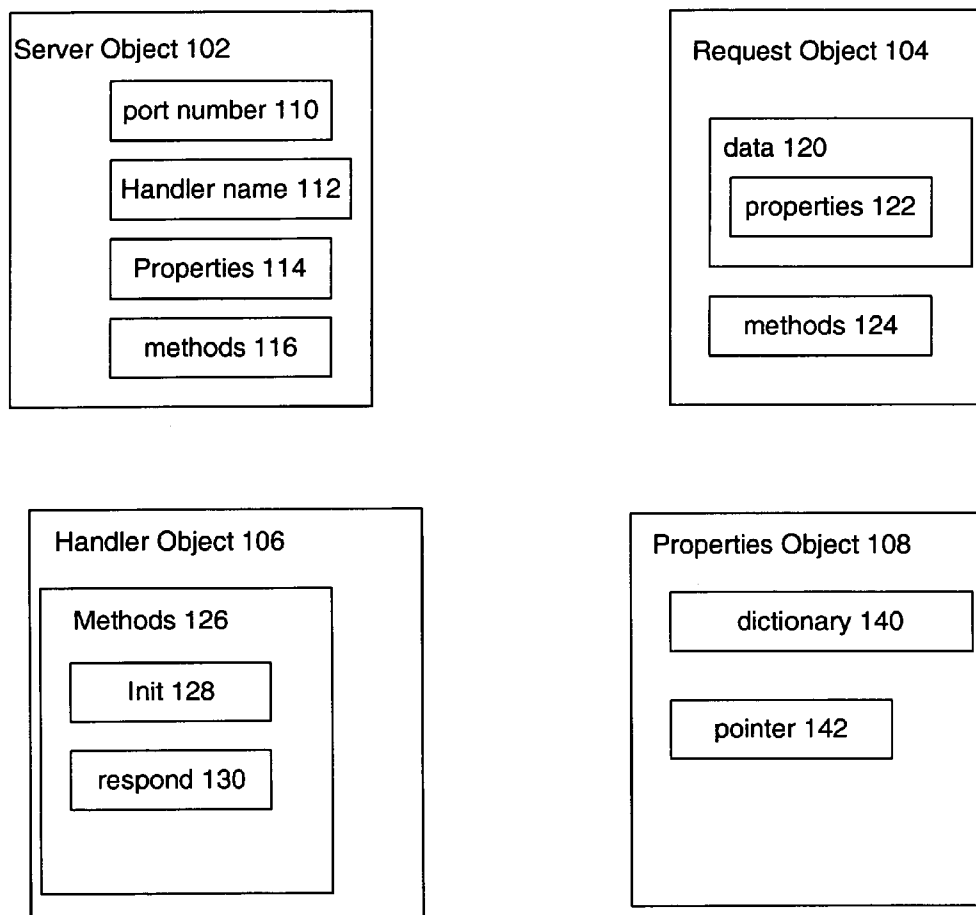 Server Object 102
port number 110
Handler name 112
Properties 114
methods 116
Request Object 104
data 120
properties 122
methods 124
Handler Object 106
Methods 126
Init 128
respond 130
Properties Object 108
dictionary 140
pointer 142